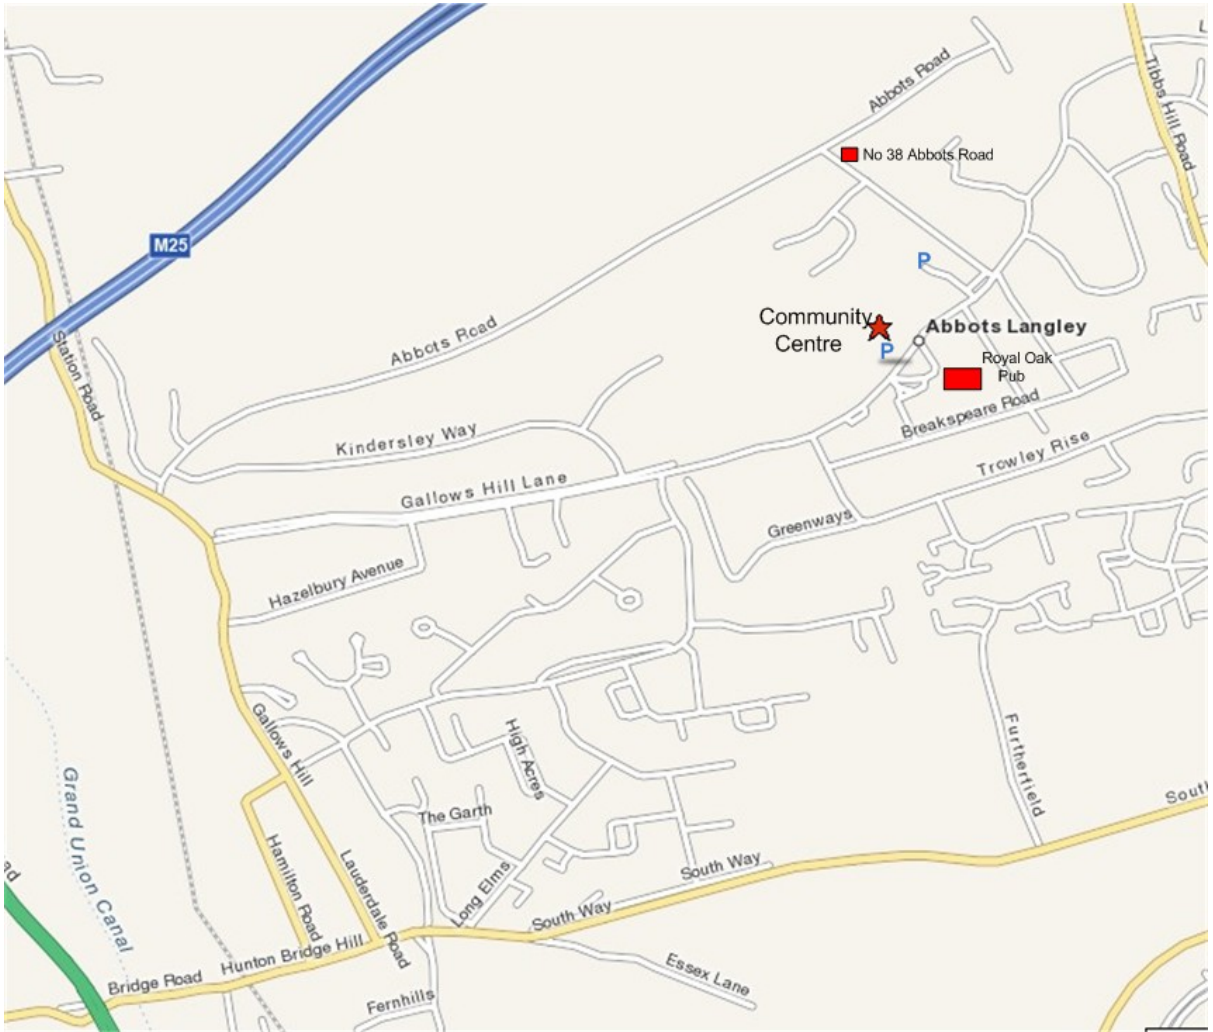 L
Abbots Road
Tibbs Hill Road
No 38 Abbots Road
M25
P
Community
Centre
Abbots Langley
P
Royal Oak
Pub
Station Road
Abbots Road
Kindersley Way
Breakspeare Road
Trowley Rise
Gallows Hill Lane
Greenways
Hazelbury Avenue
Gallows Hill
High Acres
Furtherfield
Grand Union Canal
South
The Garth
Hamilton Road
Lauderdale Road
Long Elms
South Way
South Way
ad
Hunton Bridge Hill
Bridge Road
Essex Lane
Fernhills